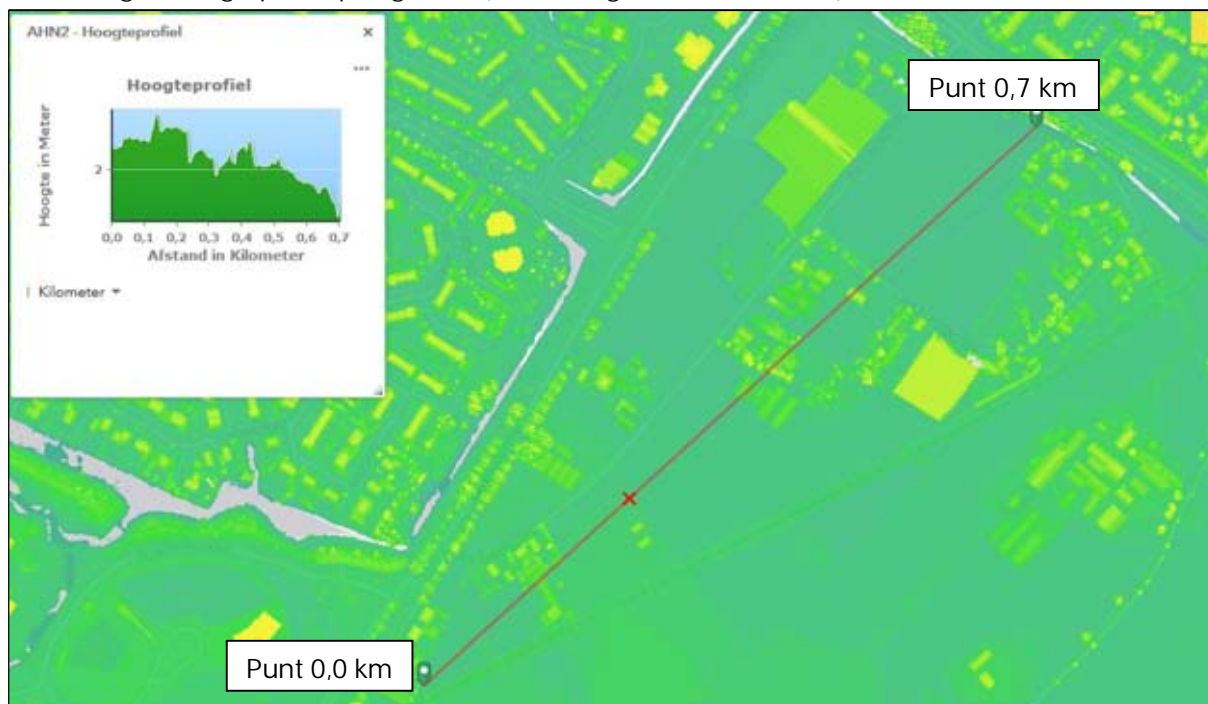 AHN2 - Hoogteprofiel ×
...
Hoogteprofiel
Hoogte in Meter
2
0,0 0,1 0,2 0,3 0,4 0,5 0,6 0,7
Afstand in Kilometer
Kilometer
Punt 0,7 km
Punt 0,0 km